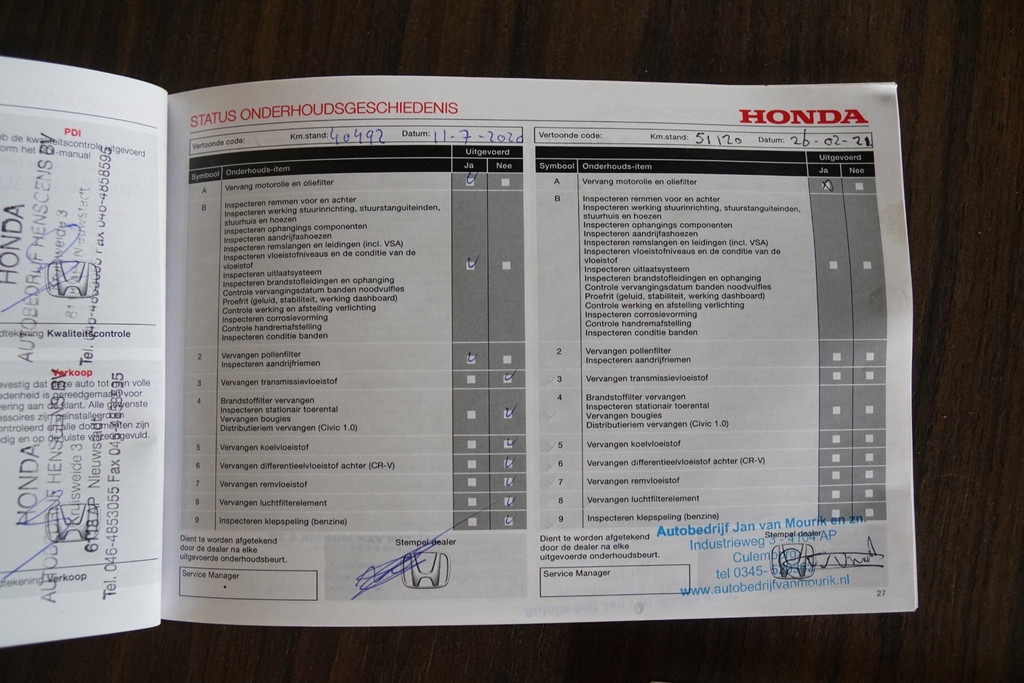 PDI
HONDA
AUTOBEDRIJF HENSCENS BV
Verkoop
Tel. 046-4853055 Fax 046-4858595
STATUS ONDERHOUDSGESCHIEDENIS
HONDA
Vertoonde code: Km.stand: 40492 Datum: 11-7-2020
Uitgevoerd
Symbool Onderhouds-item Ja Nee
A Vervang motorolie en oliefilter
B Inspecteren remmen voor en achter
Inspecteren werking stuurinrichting, stuurstanguiteinden,
stuurhuis en hoezen
Inspecteren ophangings componenten
Inspecteren aandrijfashoezen
Inspecteren remslangen en leidingen (incl. VSA)
Inspecteren vloeistofniveaus en de conditie van de
vloeistof
Inspecteren uitlaatsysteem
Inspecteren brandstofleidingen en ophanging
Controle vervangingsdatum banden noodvulfles
Proefrit (geluid, stabiliteit, werking dashboard)
Controle werking en afstelling verlichting
Inspecteren corrosievorming
Controle handremafstelling
Inspecteren conditie banden
2 Vervangen pollenfilter
Inspecteren aandrijfriemen
3 Vervangen transmissievloeistof
4 Brandstoffilter vervangen
Inspecteren stationair toerental
Vervangen bougies
Distributieriem vervangen (Civic 1.0)
5 Vervangen koelvloeistof
6 Vervangen differentieelvloeistof achter (CR-V)
7 Vervangen remvloeistof
8 Vervangen luchtfilterelement
9 Inspecteren klepspeling (benzine)
Dient te worden afgetekend
door de dealer na elke
uitgevoerde onderhoudsbeurt.
Stempel dealer
Service Manager
Vertoonde code: Km.stand: 51120 Datum: 26-02-21
Uitgevoerd
Symbool Onderhouds-item Ja Nee
A Vervang motorolie en oliefilter
B Inspecteren remmen voor en achter
Inspecteren werking stuurinrichting, stuurstanguiteinden,
stuurhuis en hoezen
Inspecteren ophangings componenten
Inspecteren aandrijfashoezen
Inspecteren remslangen en leidingen (incl. VSA)
Inspecteren vloeistofniveaus en de conditie van de
vloeistof
Inspecteren uitlaatsysteem
Inspecteren brandstofleidingen en ophanging
Controle vervangingsdatum banden noodvulfles
Proefrit (geluid, stabiliteit, werking dashboard)
Controle werking en afstelling verlichting
Inspecteren corrosievorming
Controle handremafstelling
Inspecteren conditie banden
2 Vervangen pollenfilter
Inspecteren aandrijfriemen
3 Vervangen transmissievloeistof
4 Brandstoffilter vervangen
Inspecteren stationair toerental
Vervangen bougies
Distributieriem vervangen (Civic 1.0)
5 Vervangen koelvloeistof
6 Vervangen differentieelvloeistof achter (CR-V)
7 Vervangen remvloeistof
8 Vervangen luchtfilterelement
9 Inspecteren klepspeling (benzine)
Dient te worden afgetekend
door de dealer na elke
uitgevoerde onderhoudsbeurt.
Stempel dealer
Service Manager
Autobedrijf Jan van Mourik en zn.
Industrieweg 3 - 4104 AP
tel 0345-
www.autobedrijfvanmourik.nl
27